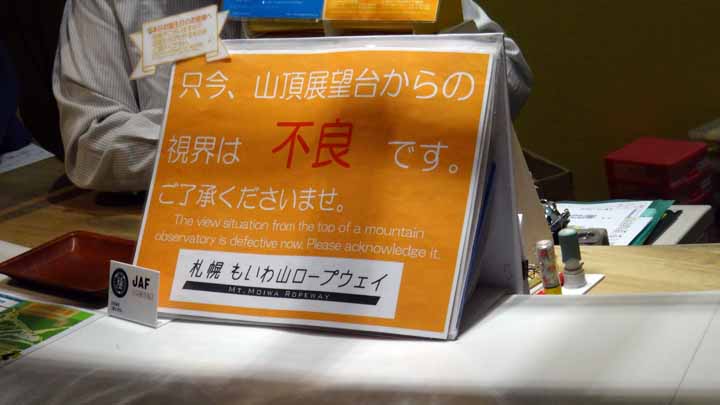 只今、山頂展望台からの
視界は 不良 です。
ご了承くださいませ。
The view situation from the top of a mountain
observatory is defective now. Please acknowledge it.
札幌 もいわ山ロープウェイ
MT.MOIWA ROPEWAY
JAF